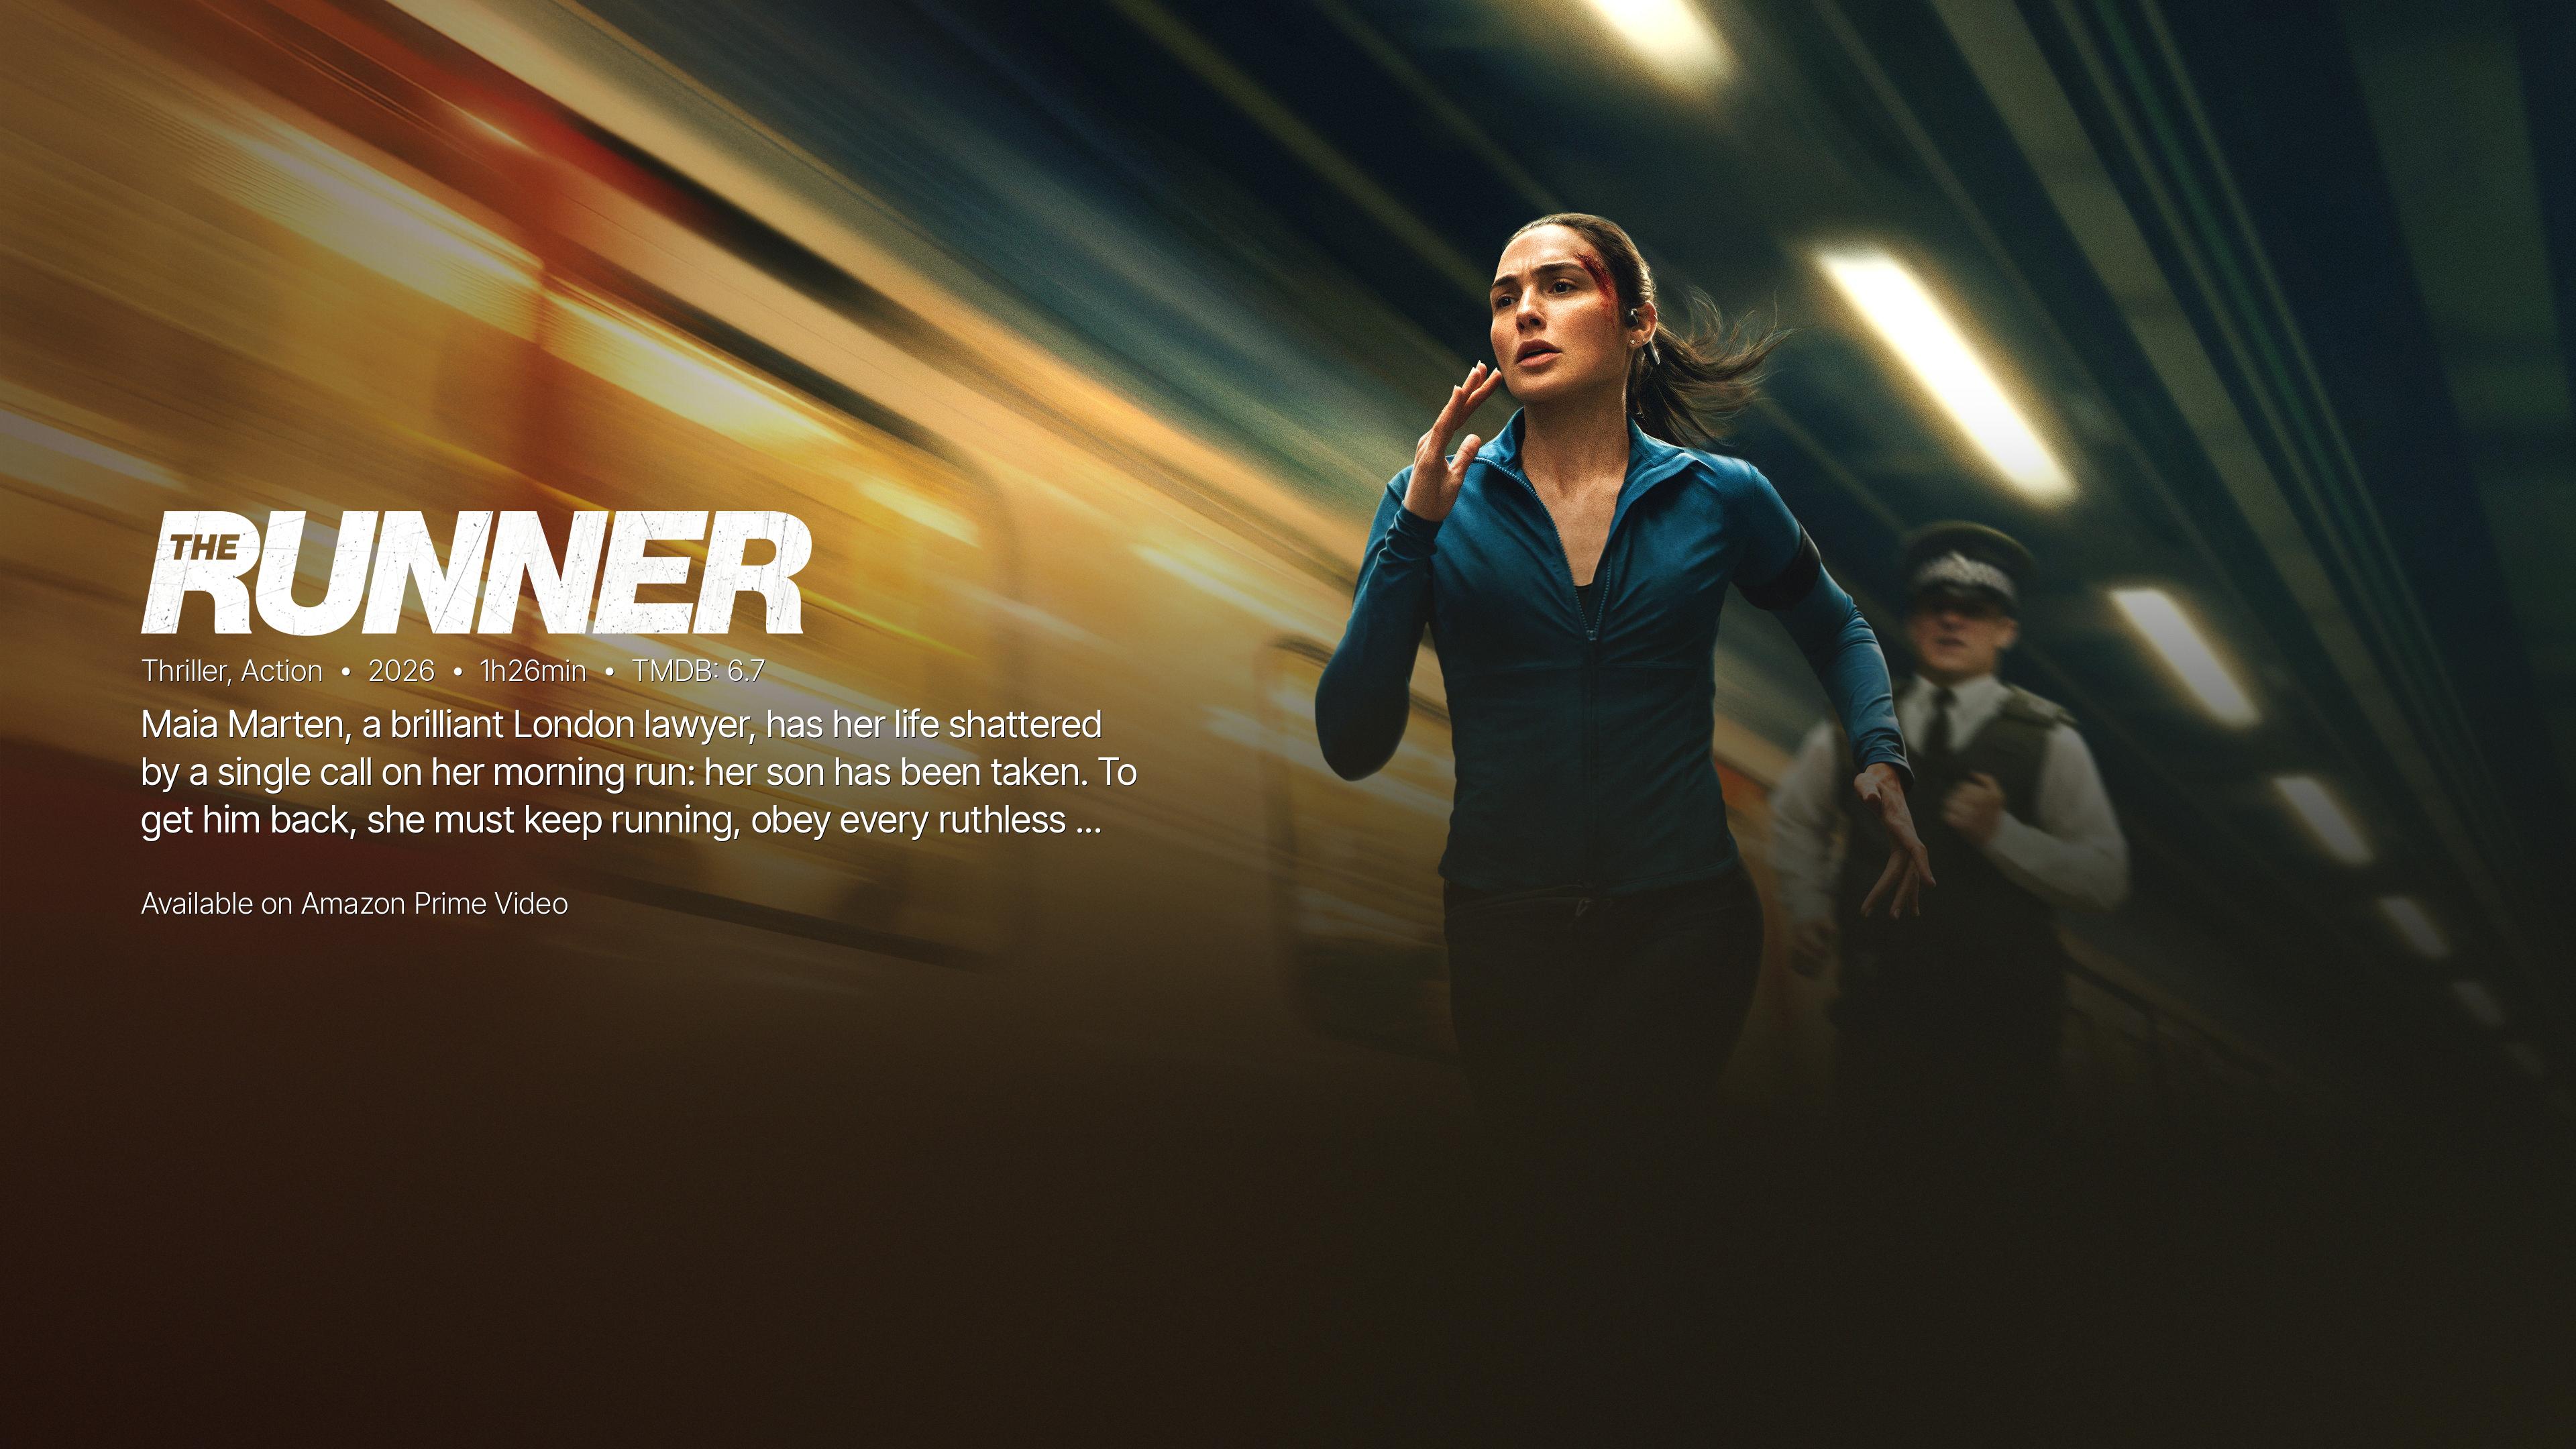 THE RUNNER
Thriller, Action • 2026 • 1h26min • TMDB: 6.7
Maia Marten, a brilliant London lawyer, has her life shattered
by a single call on her morning run: her son has been taken. To
get him back, she must keep running, obey every ruthless ...
Available on Amazon Prime Video